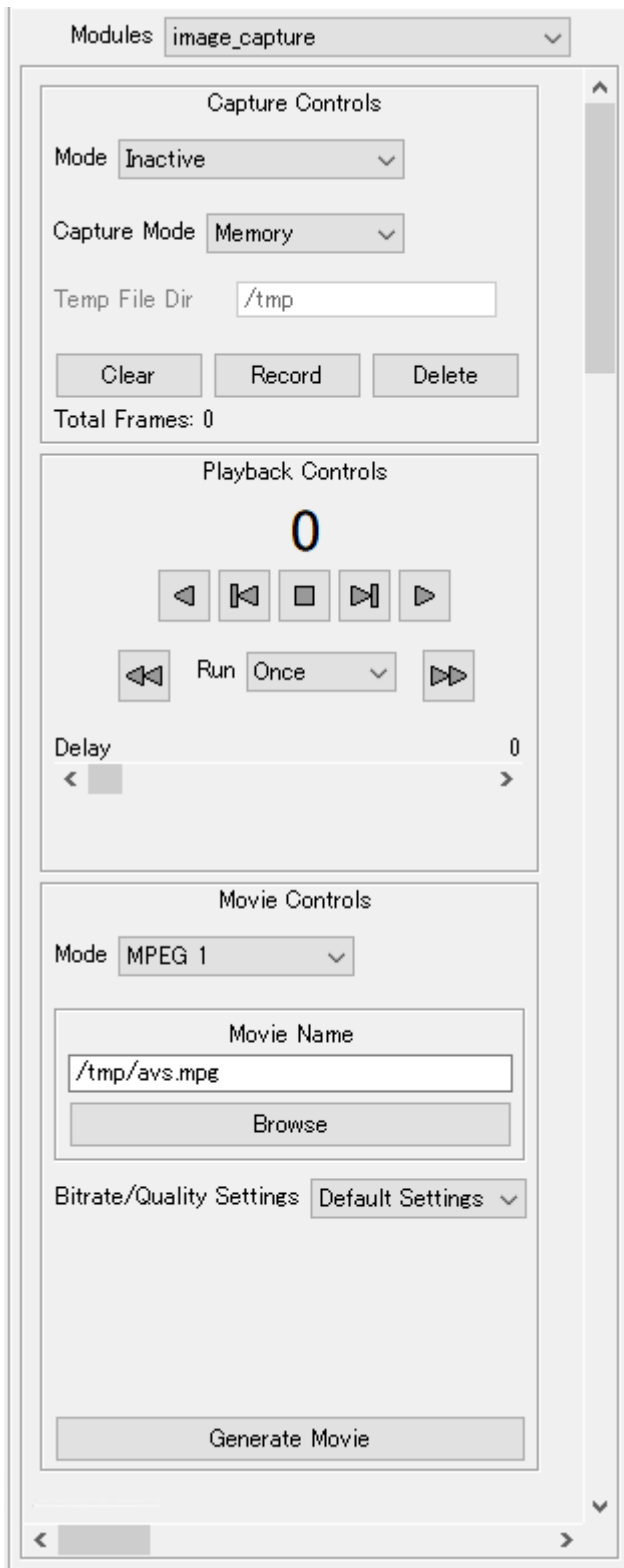 Modules image_capture
Capture Controls
Mode Inactive
Capture Mode Memory
Temp File Dir /tmp
Clear Record Delete
Total Frames: 0
Playback Controls
0
Run Once
Delay 0
Movie Controls
Mode MPEG 1
Movie Name
/tmp/avs.mpg
Browse
Bitrate/Quality Settings Default Settings
Generate Movie